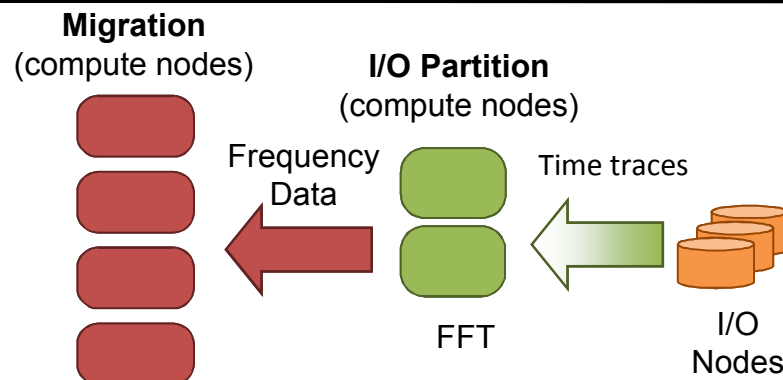 Migration
(compute nodes)
I/O Partition
(compute nodes)
Frequency
Data
Time traces
FFT
I/O
Nodes